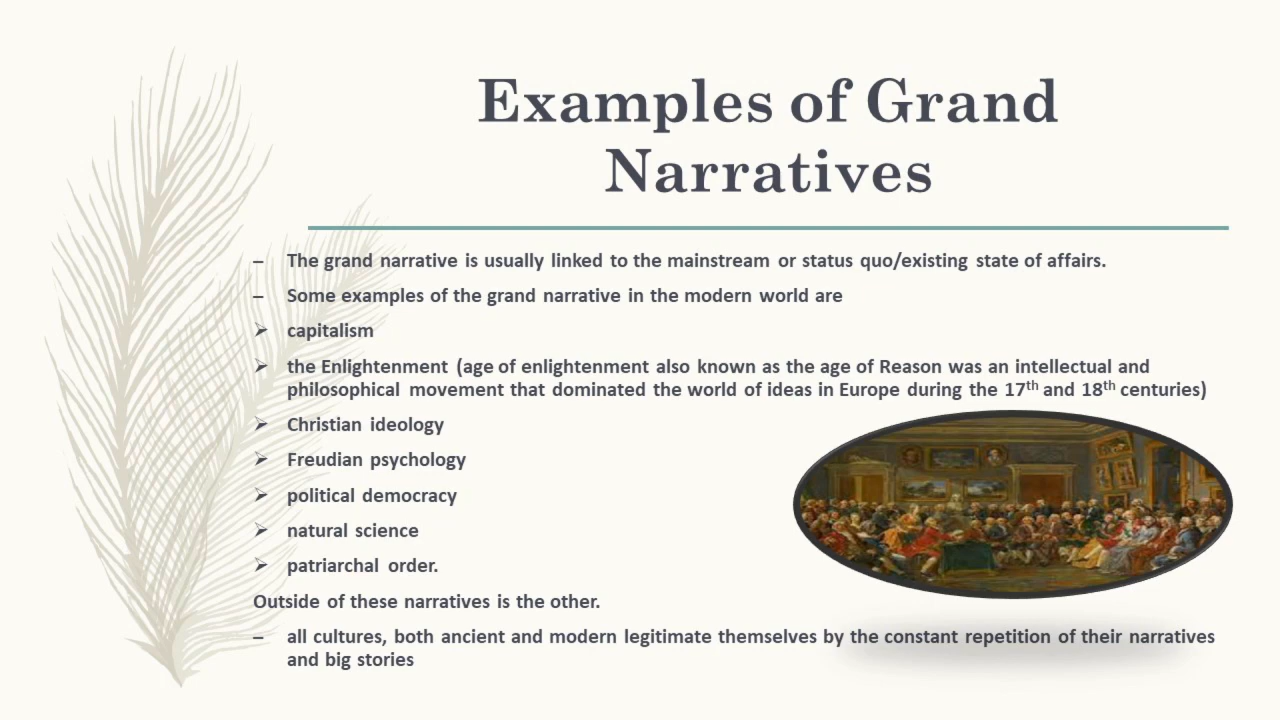 Examples of Grand
Narratives
– The grand narrative is usually linked to the mainstream or status quo/existing state of affairs.
– Some examples of the grand narrative in the modern world are
➢ capitalism
➢ the Enlightenment (age of enlightenment also known as the age of Reason was an intellectual and
philosophical movement that dominated the world of ideas in Europe during the 17th and 18th centuries)
➢ Christian ideology
➢ Freudian psychology
➢ political democracy
➢ natural science
➢ patriarchal order.
Outside of these narratives is the other.
– all cultures, both ancient and modern legitimate themselves by the constant repetition of their narratives
and big stories